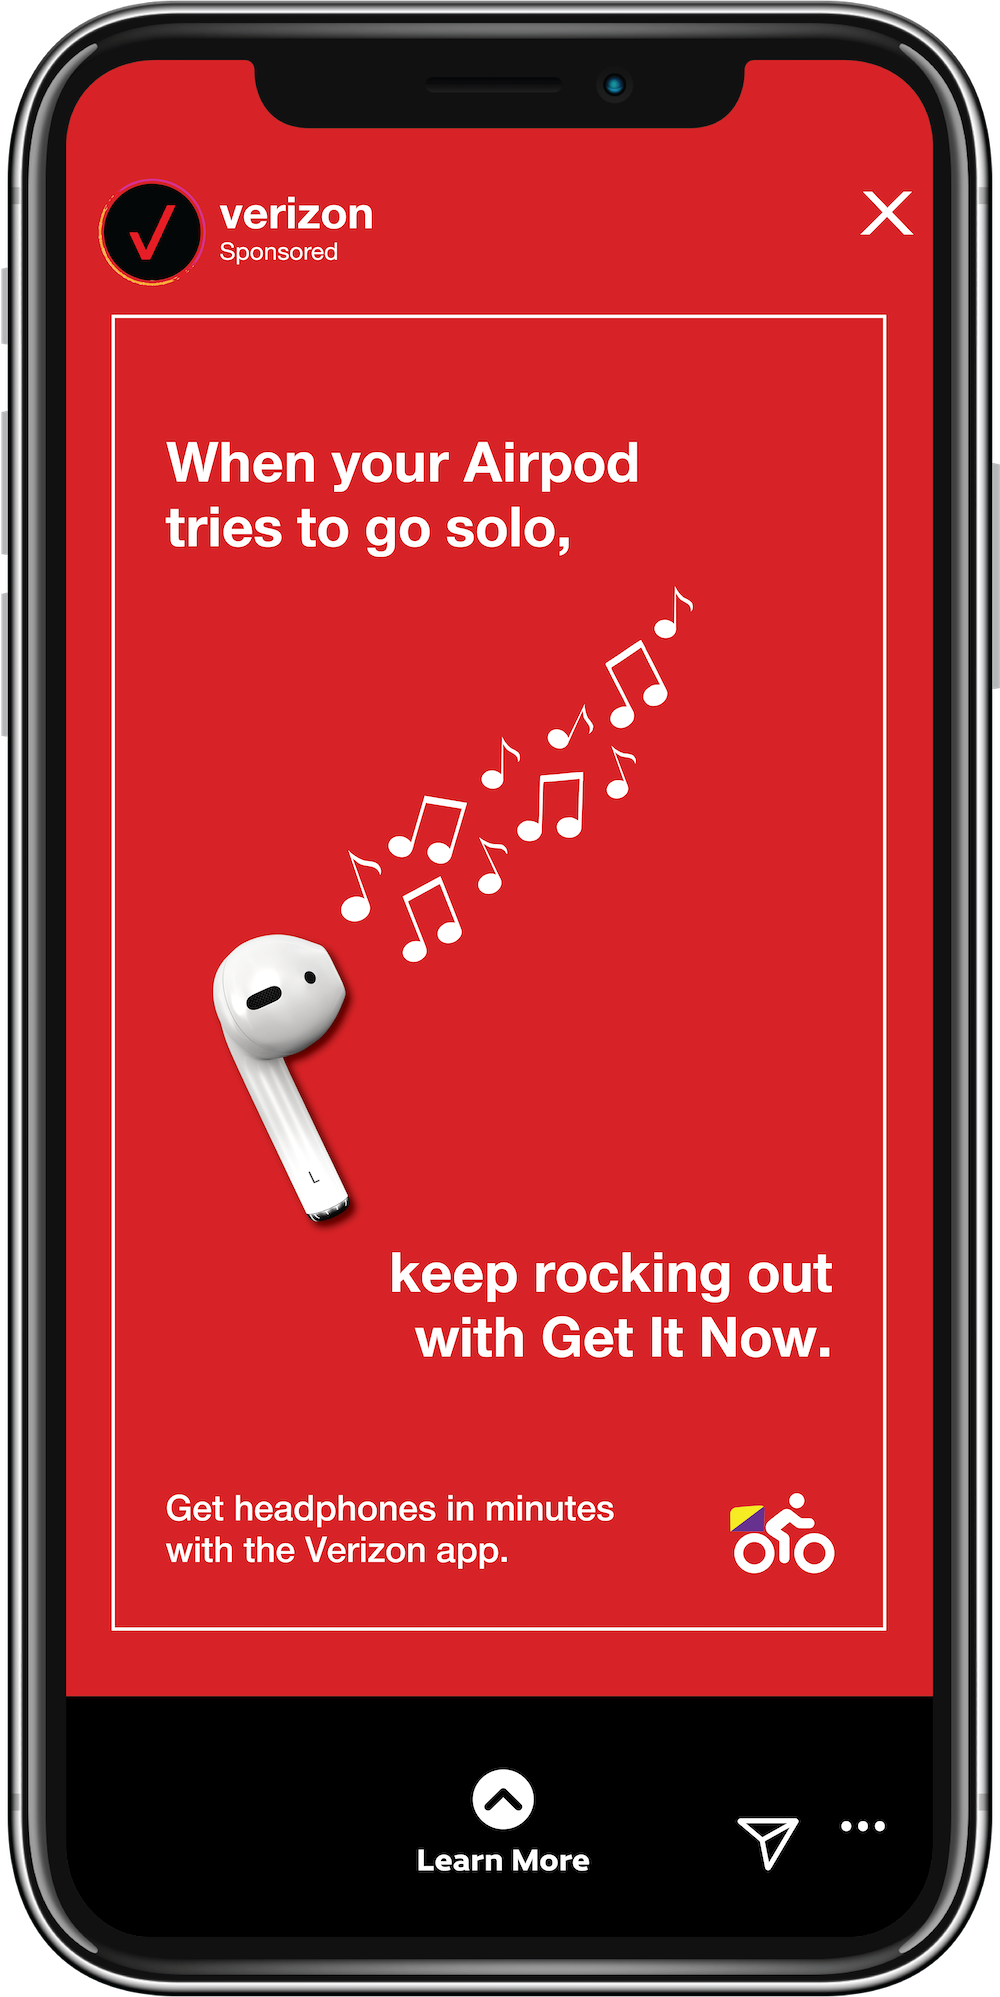 verizon
Sponsored
When your Airpod
tries to go solo,
L
keep rocking out
with Get It Now.
Get headphones in minutes
with the Verizon app.
Learn More